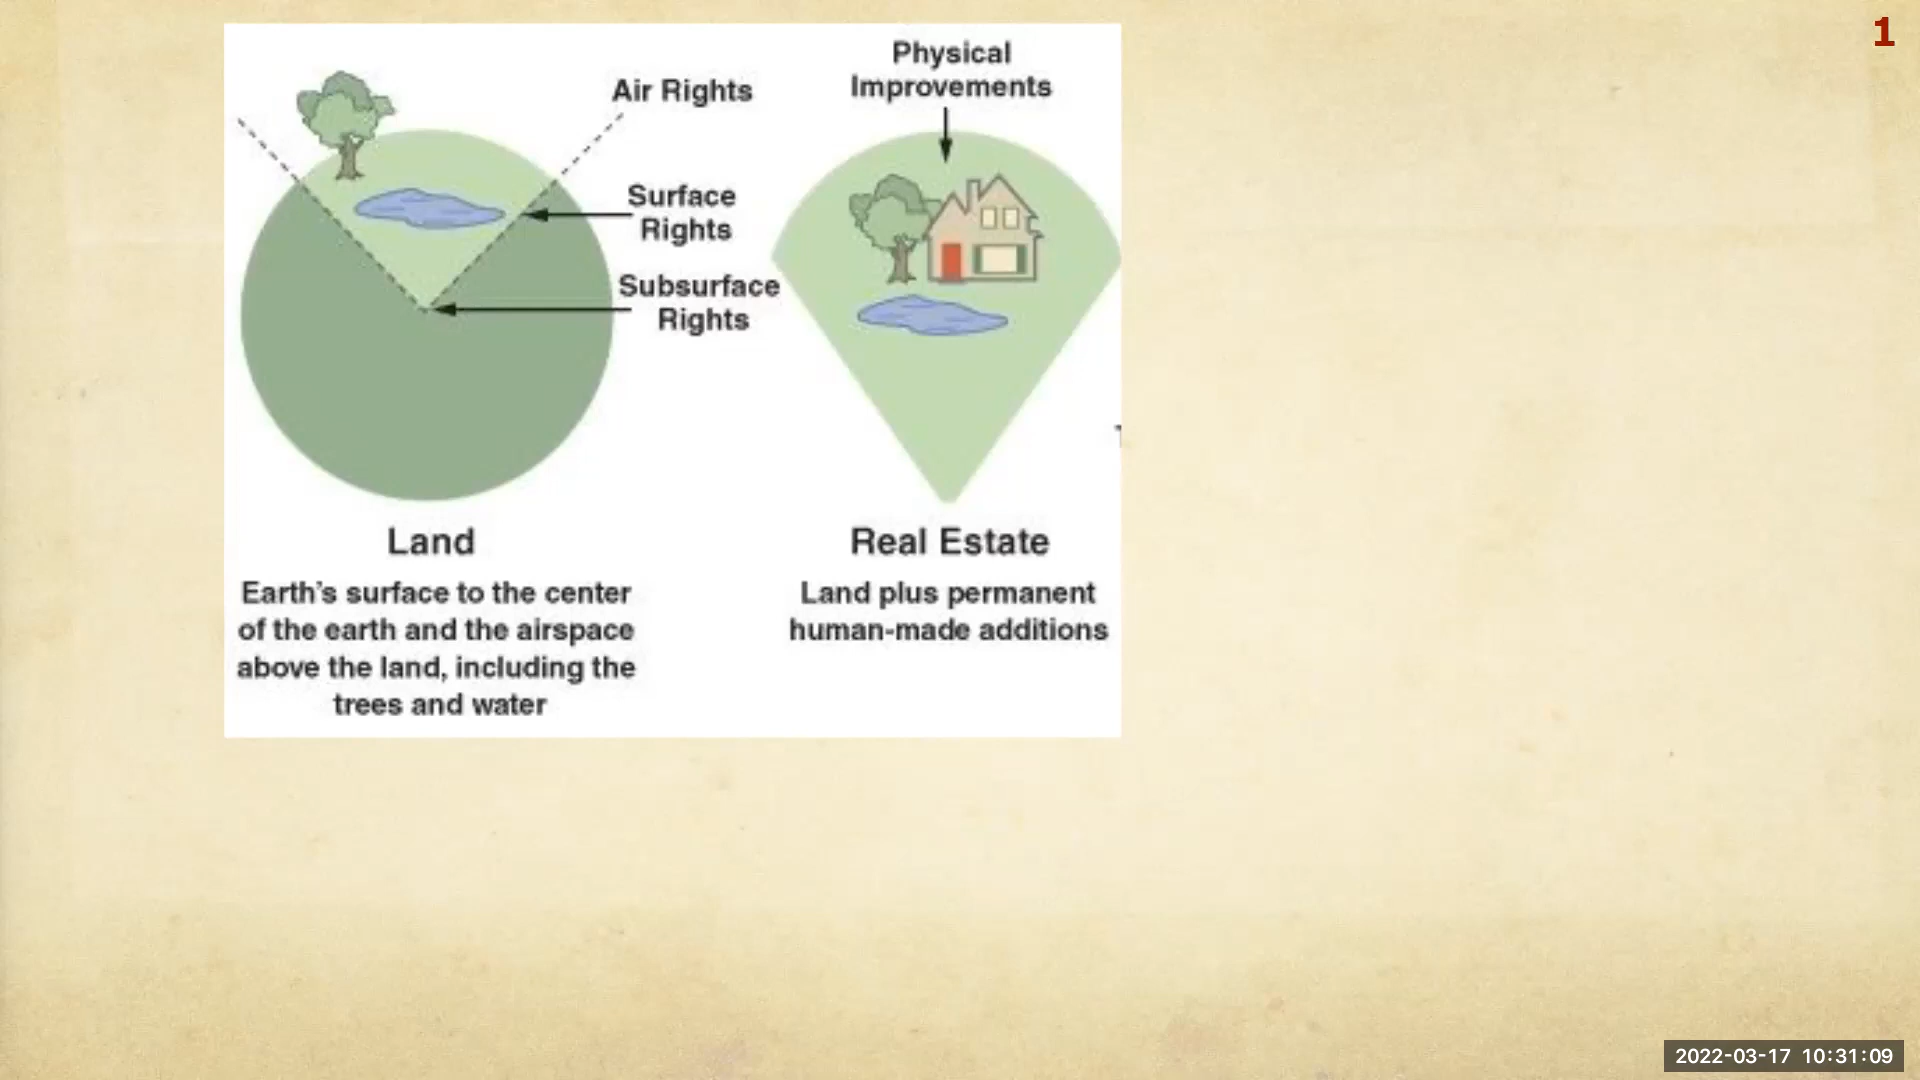 1
Air Rights
Surface
Rights
Subsurface
Rights
Land
Earth's surface to the center
of the earth and the airspace
above the land, including the
trees and water
Physical
Improvements
Real Estate
Land plus permanent
human-made additions
2022-03-17 10:31:09